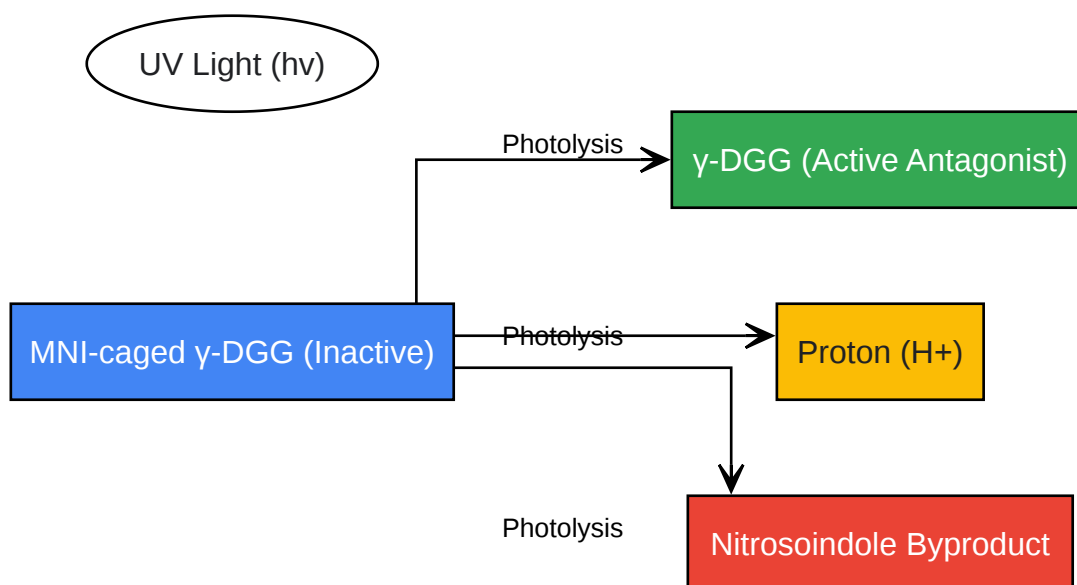 UV Light (hv)
Photolysis
γ-DGG (Active Antagonist)
MNI-caged γ-DGG (Inactive)
Photolysis
Proton (H+)
Photolysis
Nitrosoindole Byproduct